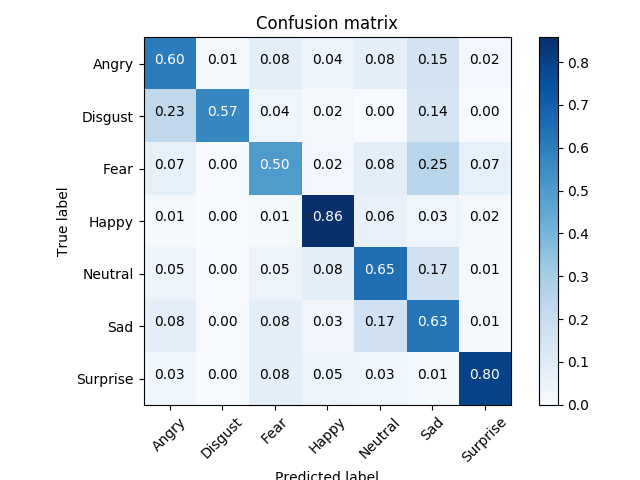 Confusion matrix
True label
Angry 0.60 0.01 0.08 0.04 0.08 0.15 0.02
Disgust 0.23 0.57 0.04 0.02 0.00 0.14 0.00
Fear 0.07 0.00 0.50 0.02 0.08 0.25 0.07
Happy 0.01 0.00 0.01 0.86 0.06 0.03 0.02
Neutral 0.05 0.00 0.05 0.08 0.65 0.17 0.01
Sad 0.08 0.00 0.08 0.03 0.17 0.63 0.01
Surprise 0.03 0.00 0.08 0.05 0.03 0.01 0.80
Angry Disgust Fear Happy Neutral Sad Surprise
Predicted label
0.8
0.7
0.6
0.5
0.4
0.3
0.2
0.1
0.0